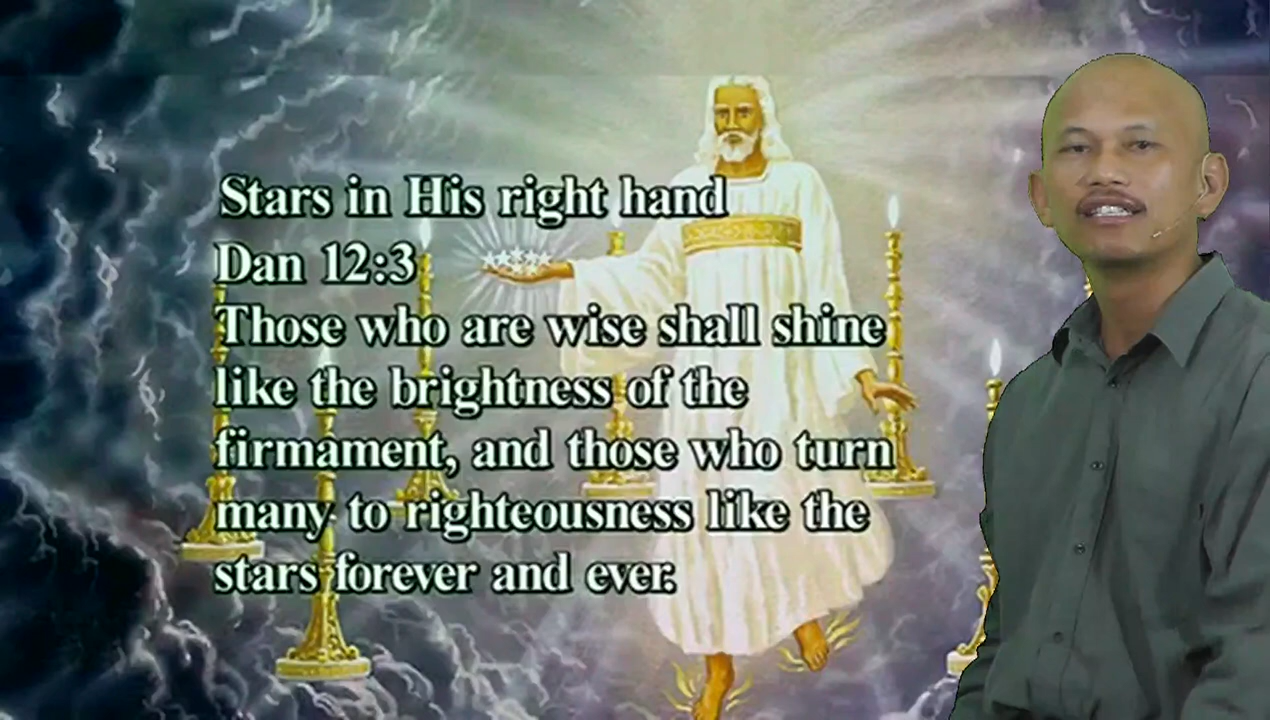 Stars in His right hand
Dan 12:3
Those who are wise shall shine
like the brightness of the
firmament, and those who turn
many to righteousness like the
stars forever and ever.